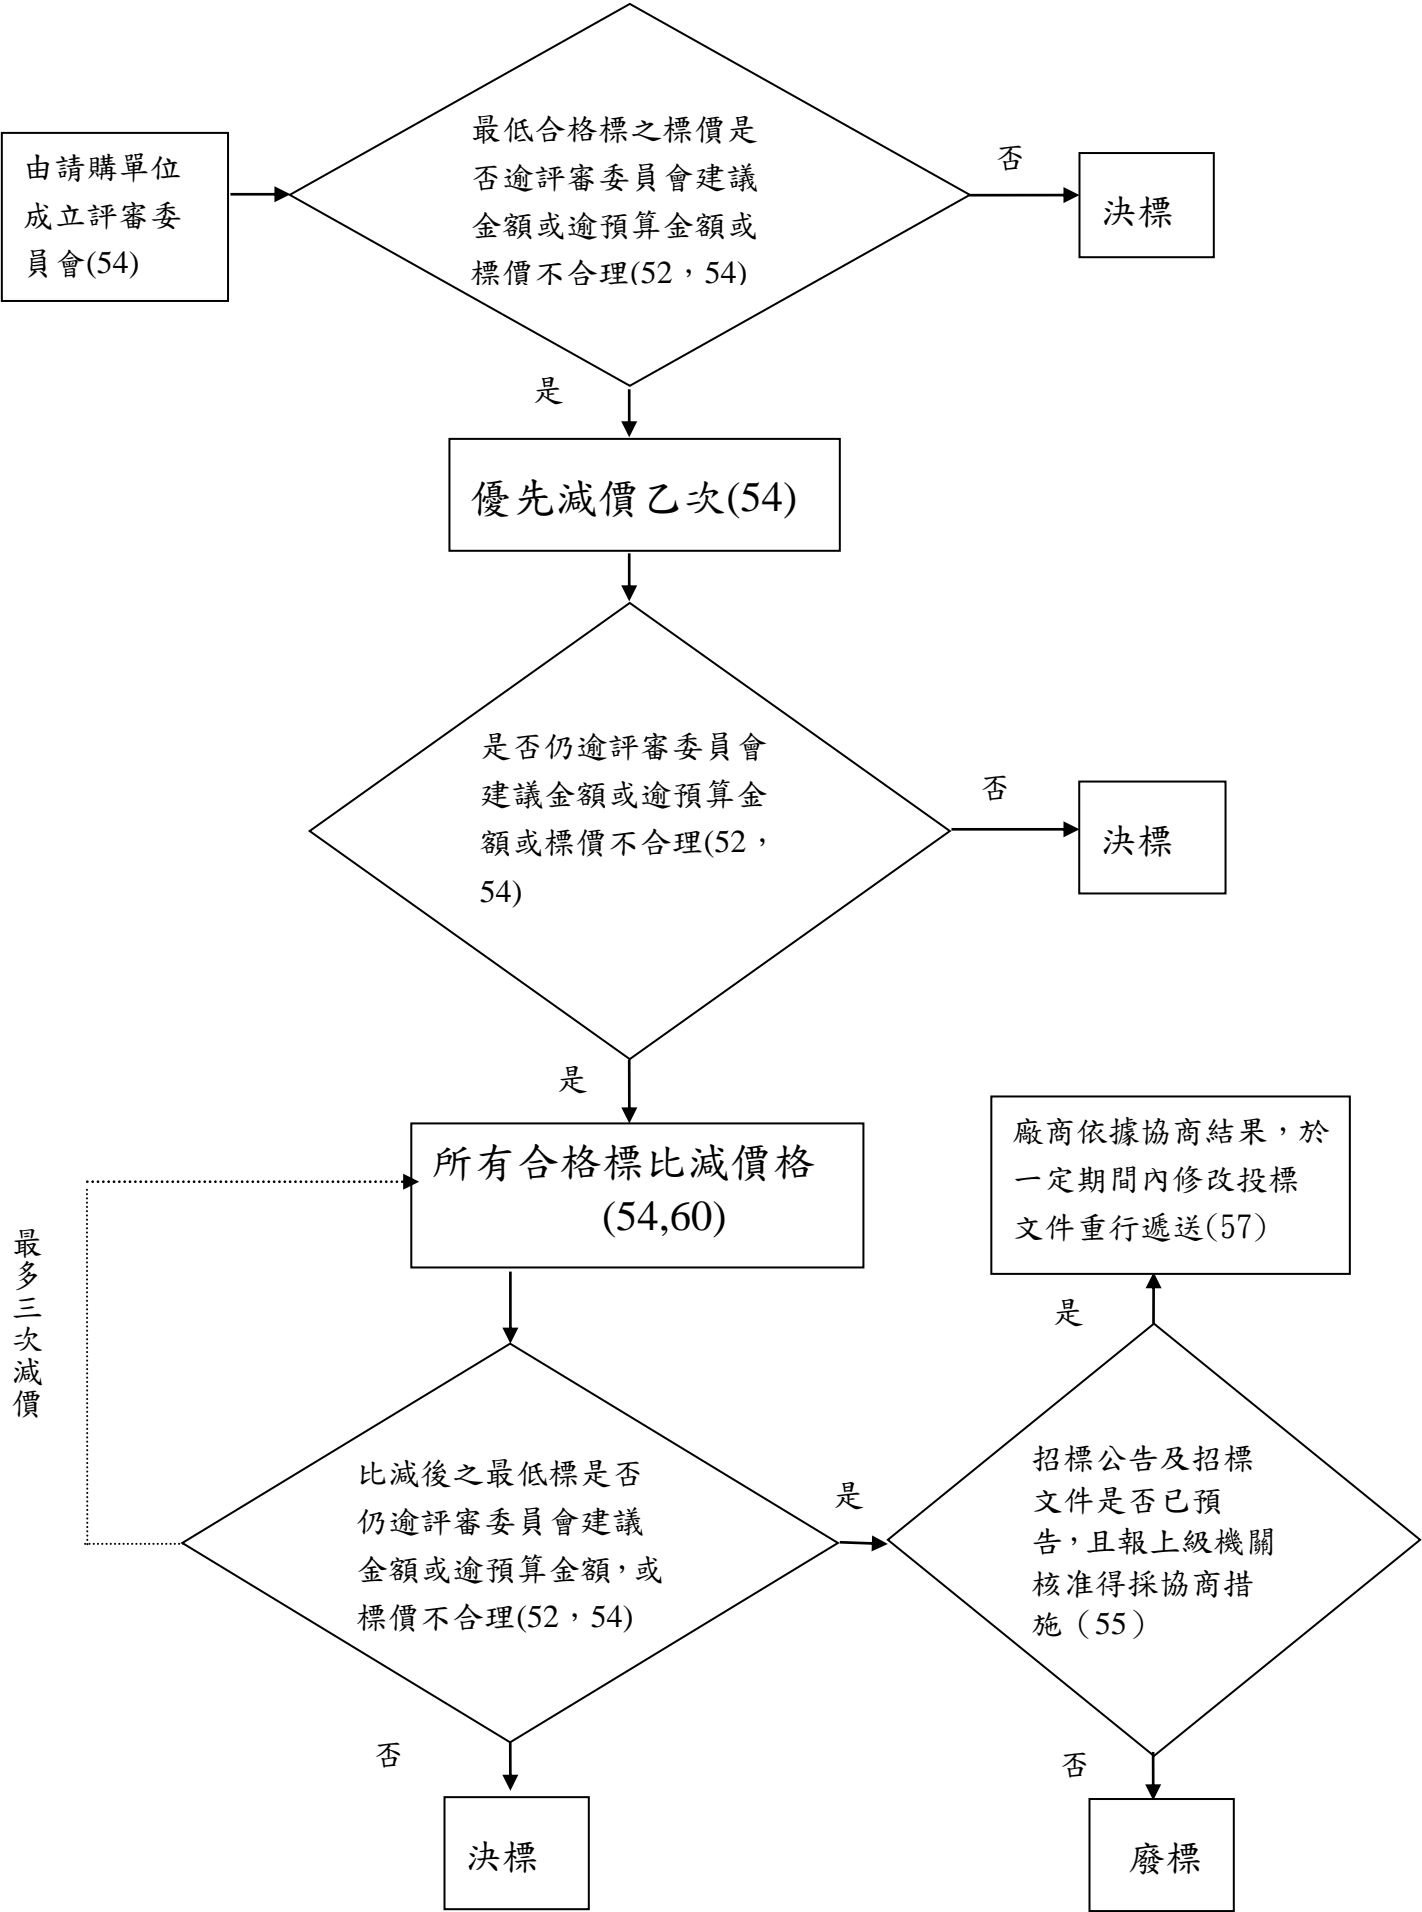 由請購單位
成立評審委
員會(54)
最低合格標之標價是
否逾評審委員會建議
金額或逾預算金額或
標價不合理(52，54)
否
決標
是
優先減價乙次(54)
是否仍逾評審委員會
建議金額或逾預算金
額或標價不合理(52，
54)
否
決標
是
所有合格標比減價格
(54,60)
最多三次減價
比減後之最低標是否
仍逾評審委員會建議
金額或逾預算金額，或
標價不合理(52，54)
是
否
決標
招標公告及招標
文件是否已預
告，且報上級機關
核准得採協商措
施（55）
是
廠商依據協商結果，於
一定期間內修改投標
文件重行遞送(57)
否
廢標